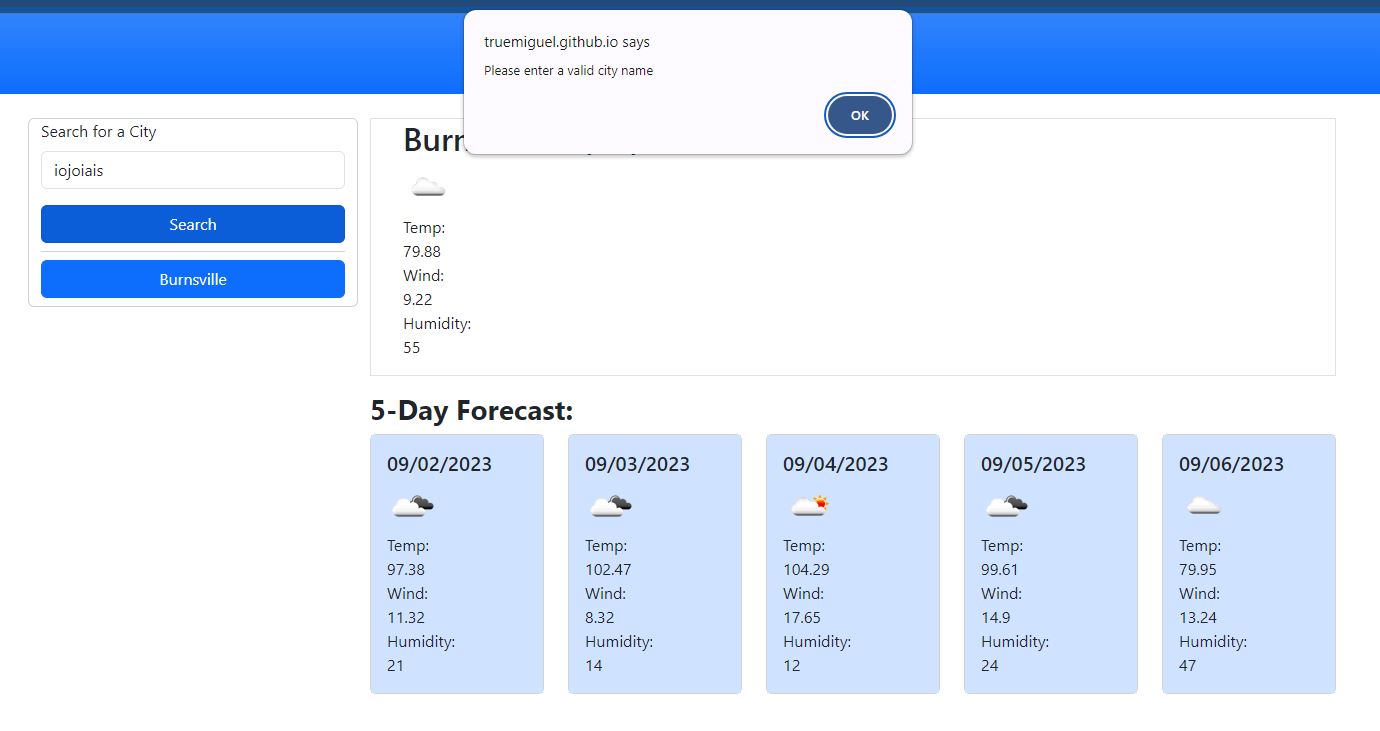 truemiguel.github.io says
Please enter a valid city name
OK
Search for a City
iojoiais
Search
Burnsville
Temp:
79.88
Wind:
9.22
Humidity:
55
5-Day Forecast:
09/02/2023
Temp:
97.38
Wind:
11.32
Humidity:
21
09/03/2023
Temp:
102.47
Wind:
8.32
Humidity:
14
09/04/2023
Temp:
104.29
Wind:
17.65
Humidity:
12
09/05/2023
Temp:
99.61
Wind:
14.9
Humidity:
24
09/06/2023
Temp:
79.95
Wind:
13.24
Humidity:
47